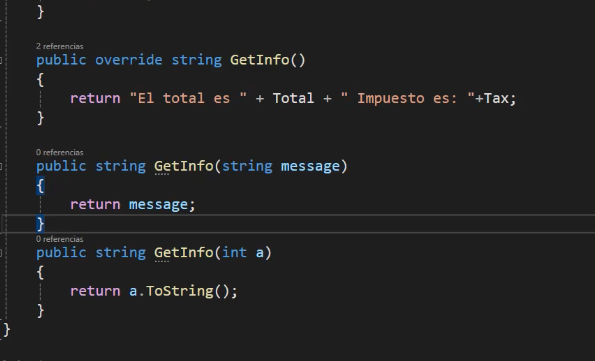 }
2 referencias
public override string GetInfo()
{
return "El total es " + Total + " Impuesto es: "+Tax;
}
0 referencias
public string GetInfo(string message)
{
return message;
}
0 referencias
public string GetInfo(int a)
{
return a.ToString();
}
}